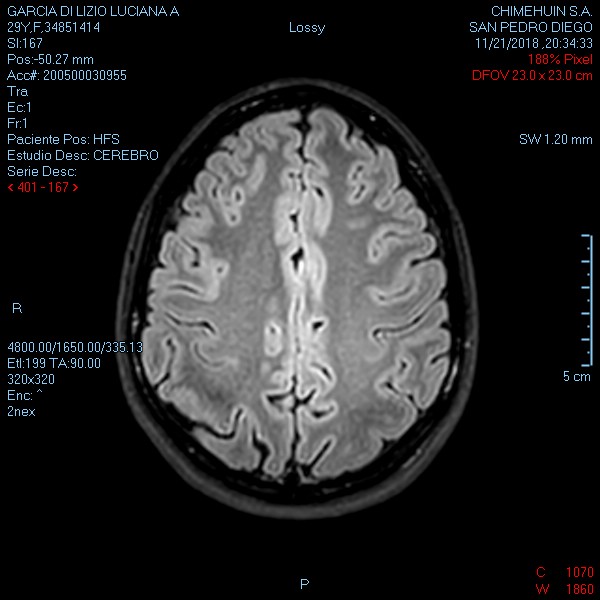 GARCIA DI LIZIO LUCIANA A
29Y,F,34851414
Sl:167
Pos:-50.27 mm
Acc#: 200500030955
Tra
Ec:1
Fr:1
Paciente Pos: HFS
Estudio Desc: CEREBRO
Serie Desc:
< 401 - 167 >
Lossy
CHIMEHUIN S.A.
SAN PEDRO DIEGO
11/21/2018 ,20:34:33
188% Pixel
DFOV 23.0 x 23.0 cm
SW 1.20 mm
R
4800.00/1650.00/335.13
Etl:199 TA:90.00
320x320
Enc: ^
2nex
5 cm
P
C 1070
W 1860